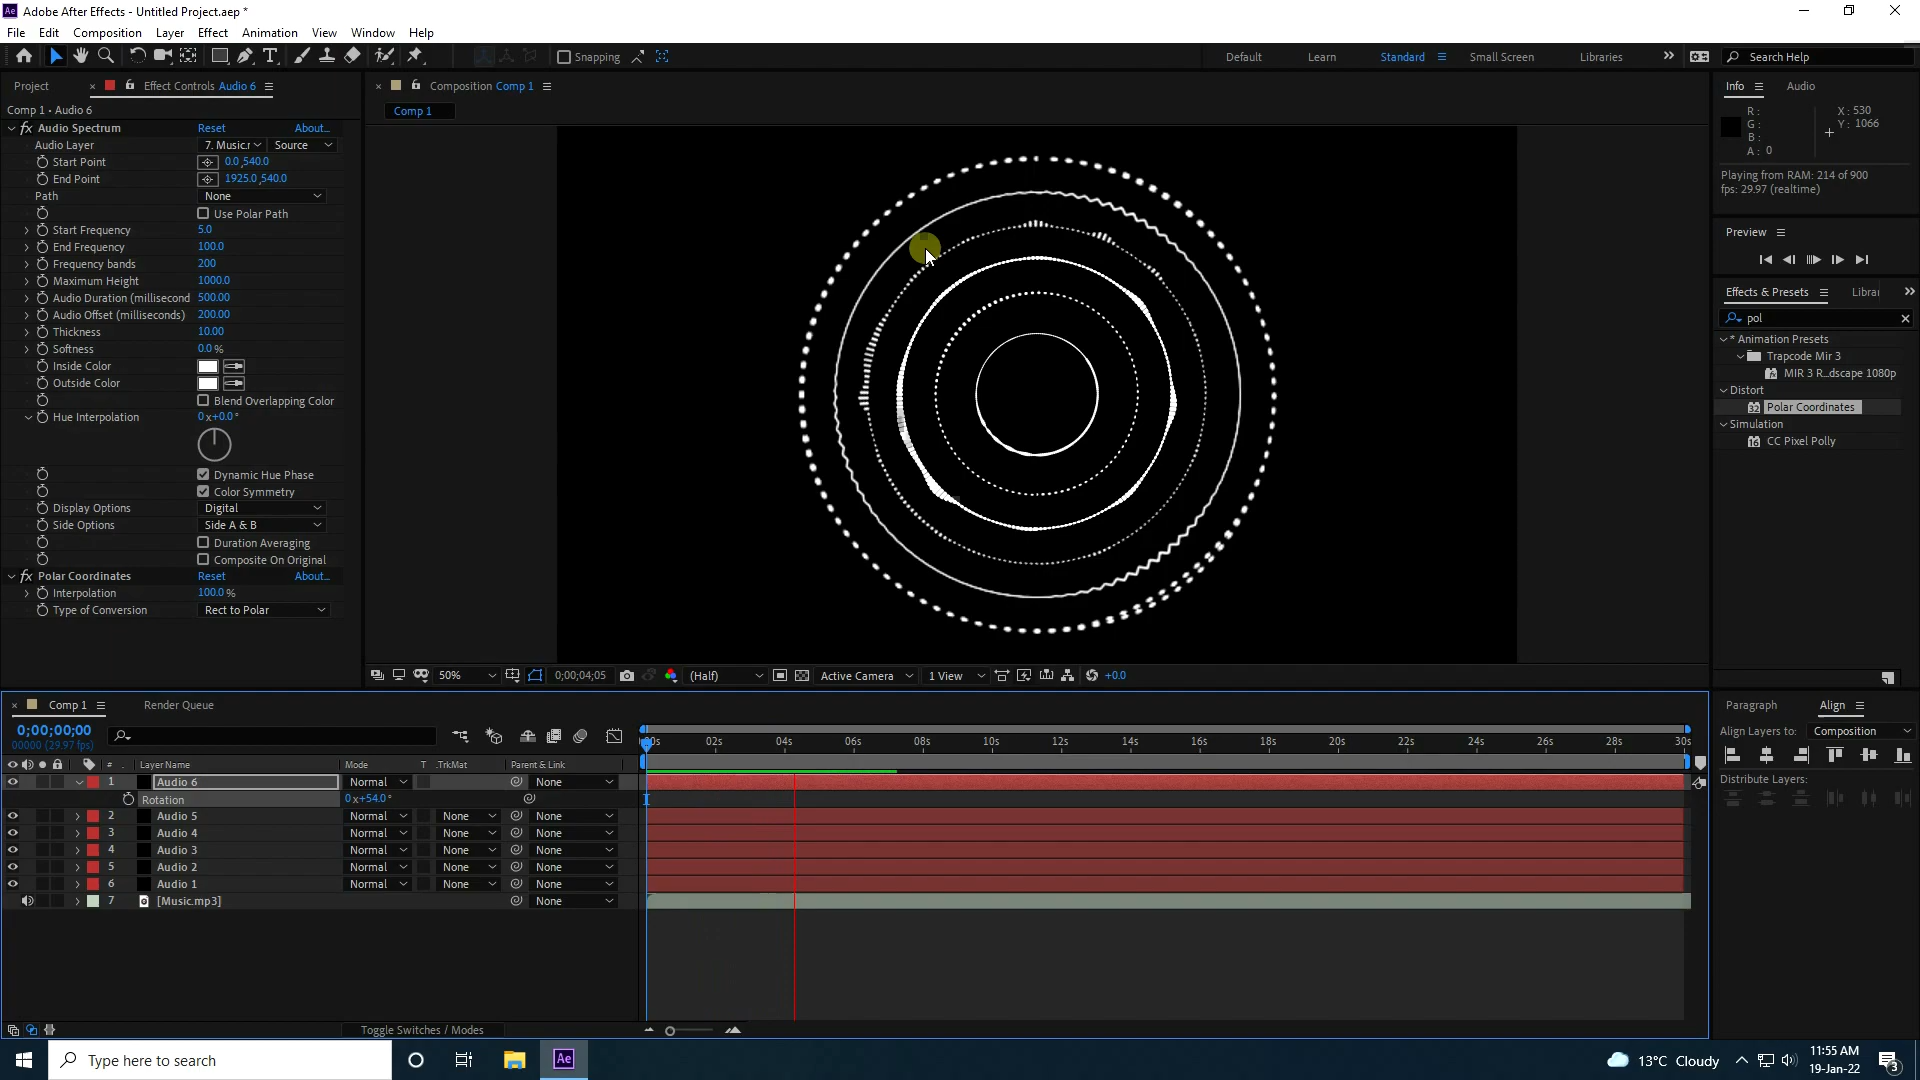 Adobe After Effects - Untitled Project.aep *
File Edit Composition Layer Effect Animation View Window Help
Snapping
Default Learn Standard Small Screen Libraries Search Help
Project Effect Controls Audio 6
Comp 1 • Audio 6
Audio Spectrum Reset About...
Audio Layer 7. Music.r Source
Start Point 0.0,540.0
End Point 1925.0,540.0
Path None
Use Polar Path
Start Frequency 5.0
End Frequency 100.0
Frequency bands 200
Maximum Height 1000.0
Audio Duration (millisecond 500.00
Audio Offset (milliseconds) 200.00
Thickness 10.00
Softness 0.0 %
Inside Color
Outside Color
Blend Overlapping Color
Hue Interpolation 0x+0.0°
Dynamic Hue Phase
Color Symmetry
Display Options Digital
Side Options Side A & B
Duration Averaging
Composite On Original
Polar Coordinates Reset About...
Interpolation 100.0 %
Type of Conversion Rect to Polar
Composition Comp 1
Comp 1
50% 0;00;04;05 (Half) Active Camera 1 View +0.0
Info Audio
R: X: 530
G: Y: 1066
B:
A: 0
Playing from RAM: 214 of 900
fps: 29.97 (realtime)
Preview
Effects & Presets Librar
pol
* Animation Presets
Trapcode Mir 3
MIR 3 R...dscape 1080p
Distort
Polar Coordinates
Simulation
CC Pixel Polly
Comp 1 Render Queue
0;00;00;00
00000 (29.97 fps)
02s 04s 06s 08s 10s 12s 14s 16s 18s 20s 22s 24s 26s 28s 30s
# Layer Name Mode T .TrkMat Parent & Link
1 Audio 6 Normal None
Rotation 0x+54.0°
2 Audio 5 Normal None None
3 Audio 4 Normal None None
4 Audio 3 Normal None None
5 Audio 2 Normal None None
6 Audio 1 Normal None None
7 [Music.mp3] None
Toggle Switches / Modes
Paragraph Align
Align Layers to: Composition
Distribute Layers:
Type here to search
Ae
13°C Cloudy
11:55 AM
19-Jan-22
3